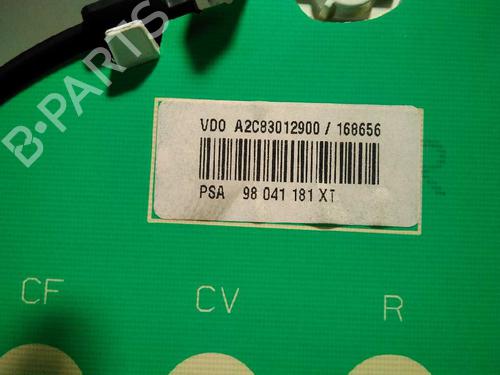 B-PARTS
VDO A2C83012900 / 168656
PSA 98 041 181 XT
R
CF CV R